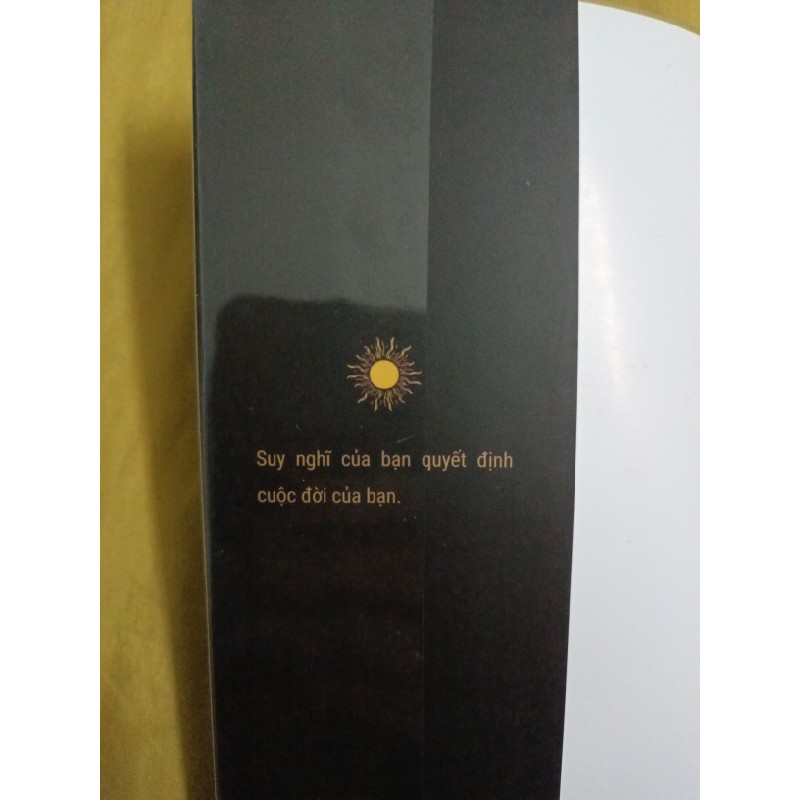 Suy nghĩ của bạn quyết định
cuộc đời của bạn.